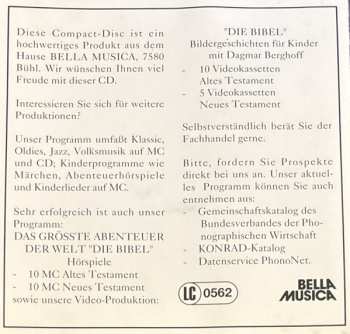 Diese Compact-Disc ist ein
hochwertiges Produkt aus dem
Hause BELLA MUSICA, 7580
Bühl. Wir wünschen Ihnen viel
Freude mit dieser CD.
Interessieren Sie sich für weitere
Produktionen?
Unser Programm umfaßt Klassic,
Oldies, Jazz, Volksmusik auf MC
und CD; Kinderprogramme wie
Märchen, Abenteuerhörspiele
und Kinderlieder auf MC.
Sehr erfolgreich ist auch unser
Programm:
DAS GRÖSSTE ABENTEUER
DER WELT "DIE BIBEL"
Hörspiele
- 10 MC Altes Testament
- 10 MC Neues Testament
sowie unsere Video-Produktion:
"DIE BIBEL"
Bildergeschichten für Kinder
mit Dagmar Berghoff
- 10 Videokassetten
Altes Testament
- 5 Videokassetten
Neues Testament
Selbstverständlich berät Sie der
Fachhandel gerne.
Bitte, fordern Sie Prospekte
direkt bei uns an. Unser aktuel-
les Programm können Sie auch
entnehmen aus:
- Gemeinschaftskatalog des
Bundesverbandes der Pho-
nographischen Wirtschaft
- KONRAD-Katalog
- Datenservice PhonoNet.
LC 0562
BELLA
MUSICA